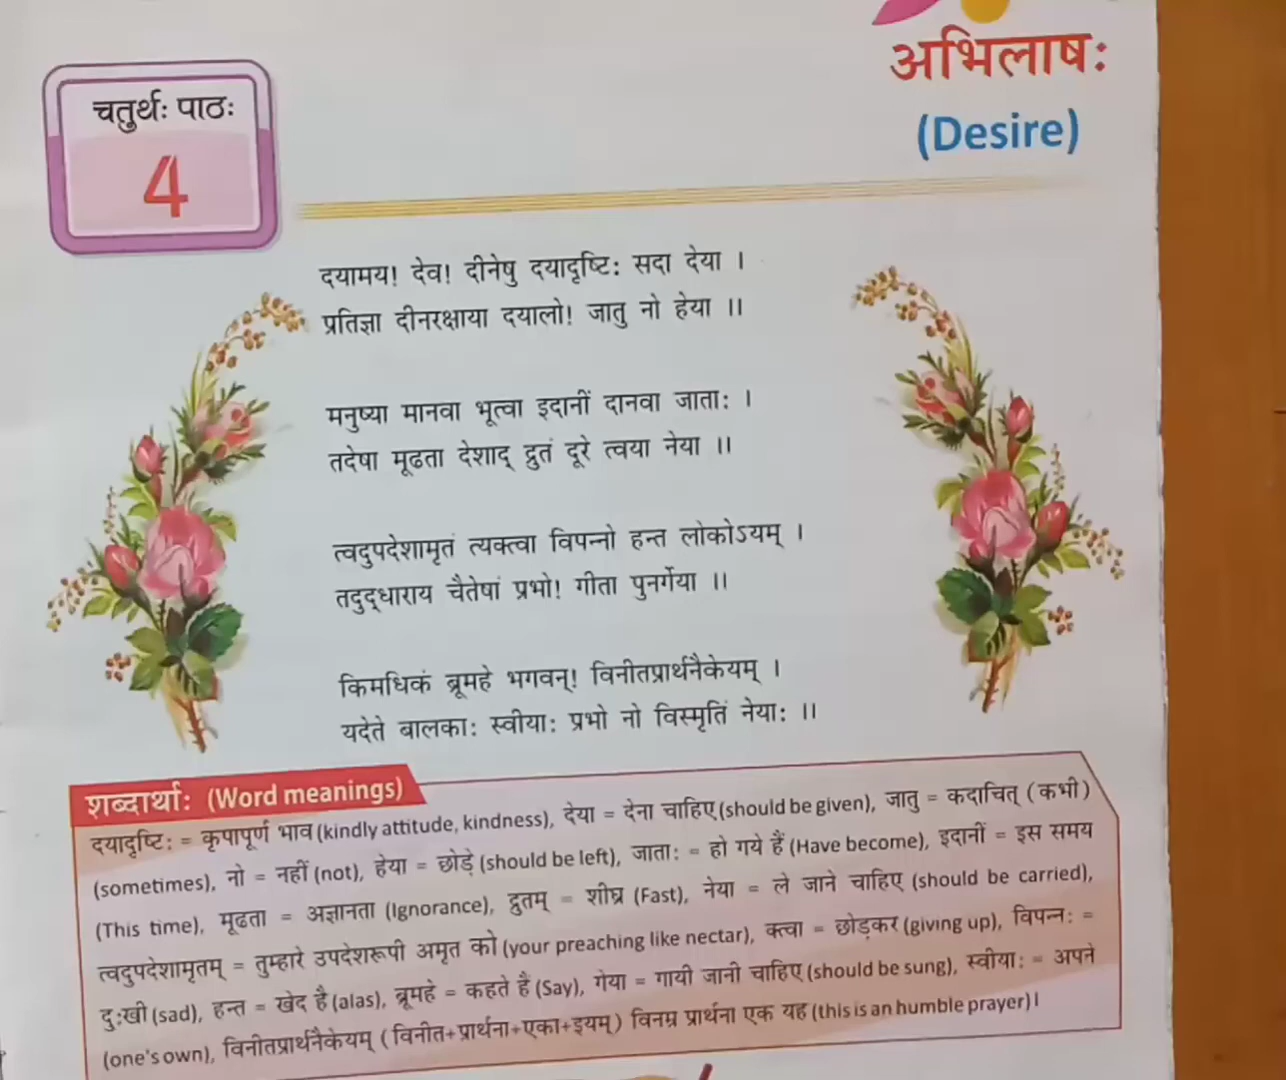 अभिलाषः
(Desire)
चतुर्थः पाठः
4
दयामय! देव! दीनेषु दयादृष्टिः सदा देया ।
प्रतिज्ञा दीनरक्षाया दयालो! जातु नो हेया ।।
मनुष्या मानवा भूत्वा इदानीं दानवा जाताः ।
तदेषा मूढता देशाद् द्रुतं दूरे त्वया नेया ।।
त्वदुपदेशामृतं त्यक्त्वा विपन्नो हन्त लोकोऽयम् ।
तदुद्धाराय चैतेषां प्रभो! गीता पुनर्गेया ।।
किमधिकं ब्रूमहे भगवन्! विनीतप्रार्थनैकेयम् ।
यदेते बालकाः स्वीयाः प्रभो नो विस्मृतिं नेयाः ।।
शब्दार्थाः (Word meanings)
दयादृष्टिः = कृपापूर्ण भाव (kindly attitude, kindness), देया = देना चाहिए (should be given), जातु = कदाचित् (कभी)
(sometimes), नो = नहीं (not), हेया = छोड़े (should be left), जाताः = हो गये हैं (Have become), इदानीं = इस समय
(This time), मूढता = अज्ञानता (Ignorance), द्रुतम् = शीघ्र (Fast), नेया = ले जाने चाहिए (should be carried),
त्वदुपदेशामृतम् = तुम्हारे उपदेशरूपी अमृत को (your preaching like nectar), क्त्वा = छोड़कर (giving up), विपन्नः =
दुःखी (sad), हन्त = खेद है (alas), ब्रूमहे = कहते हैं (Say), गेया = गायी जानी चाहिए (should be sung), स्वीयाः = अपने
(one's own), विनीतप्रार्थनैकेयम् (विनीत+प्रार्थना+एका+इयम्) विनम्र प्रार्थना एक यह (this is an humble prayer)।